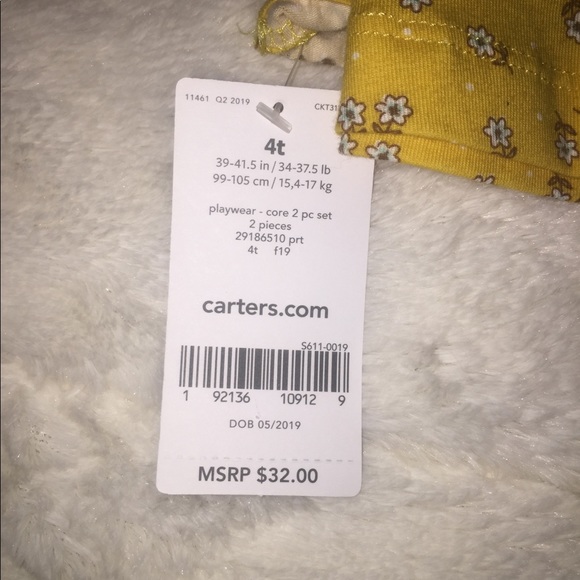 11461 Q2 2019 CKT31
4t
39-41.5 in / 34-37.5 lb
99-105 cm / 15,4-17 kg
playwear - core 2 pc set
2 pieces
29186510 prt
4t f19
carters.com
S611-0019
1 92136 10912 9
DOB 05/2019
MSRP $32.00